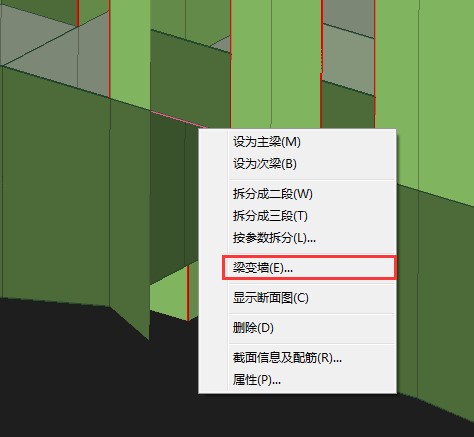 设为主梁(M)
设为次梁(B)
拆分成二段(W)
拆分成三段(T)
按参数拆分(L)...
梁变墙(E)...
显示断面图(C)
删除(D)
截面信息及配筋(R)...
属性(P)...